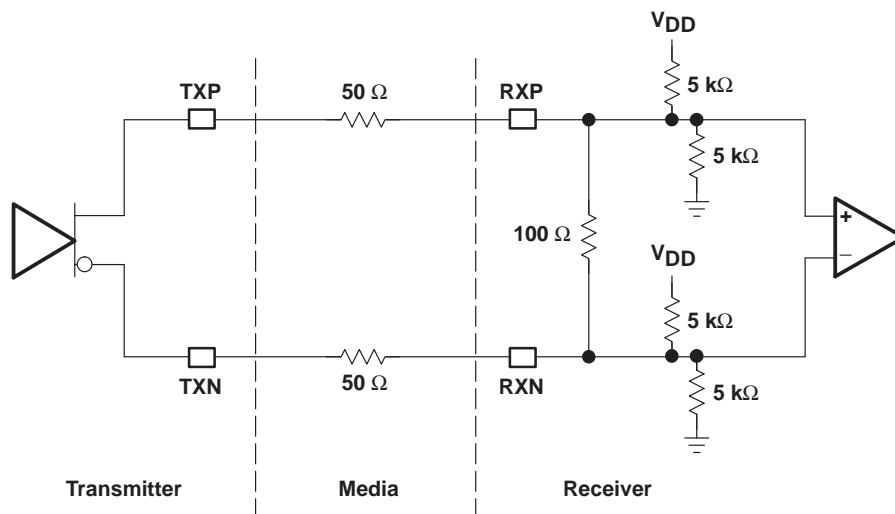 VDD
TXP
50 Ω
RXP
5 kΩ
5 kΩ
+
100 Ω
VDD
−
5 kΩ
TXN
50 Ω
RXN
5 kΩ
Transmitter
Media
Receiver